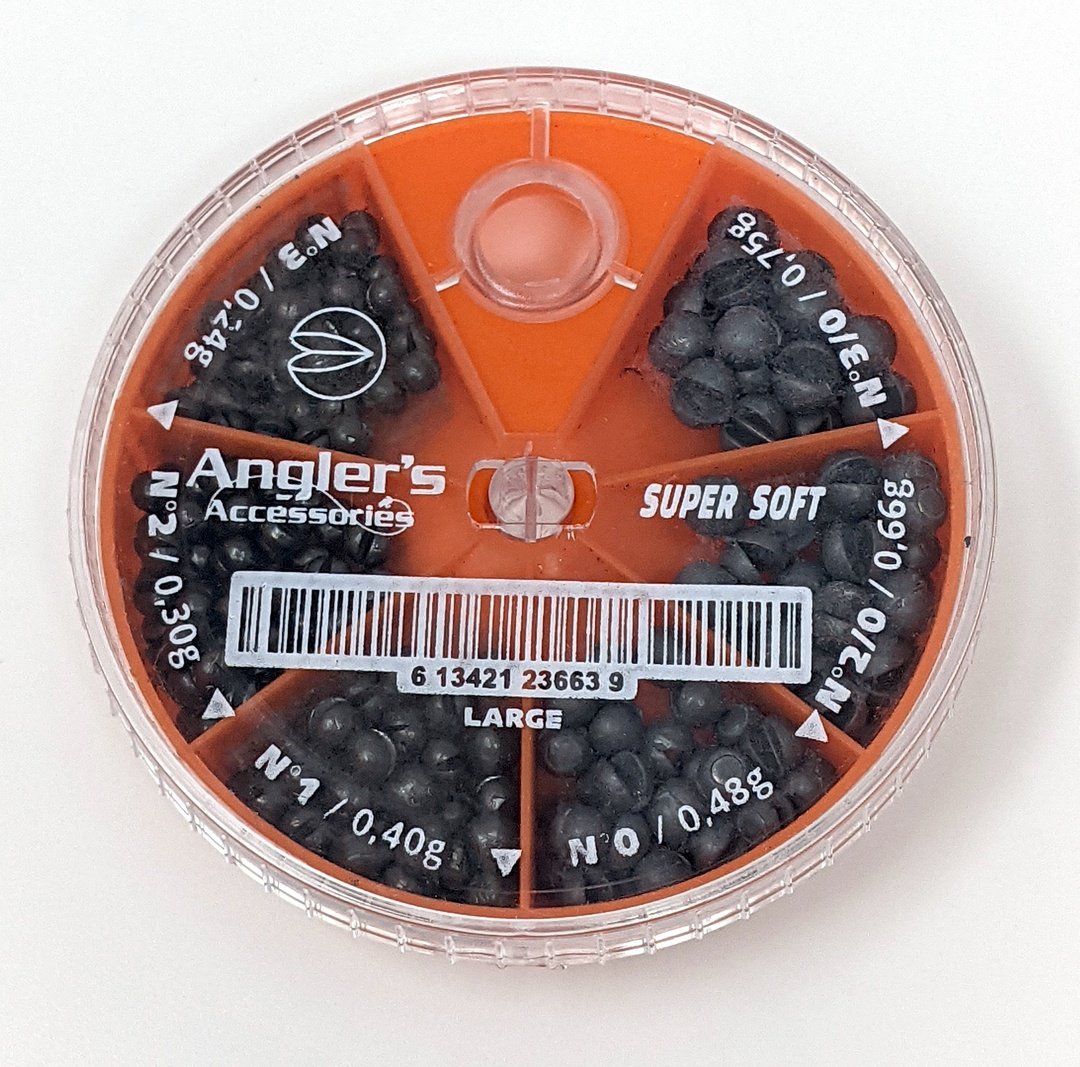 Angler's
Accessories
SUPER SOFT
6 13421 23663 9
LARGE
N°3/0 / 0,75g
N°2/0 / 0,66g
N°0 / 0,48g
N°1 / 0,40g
N°2 / 0,30g
N°3 / 0,24g